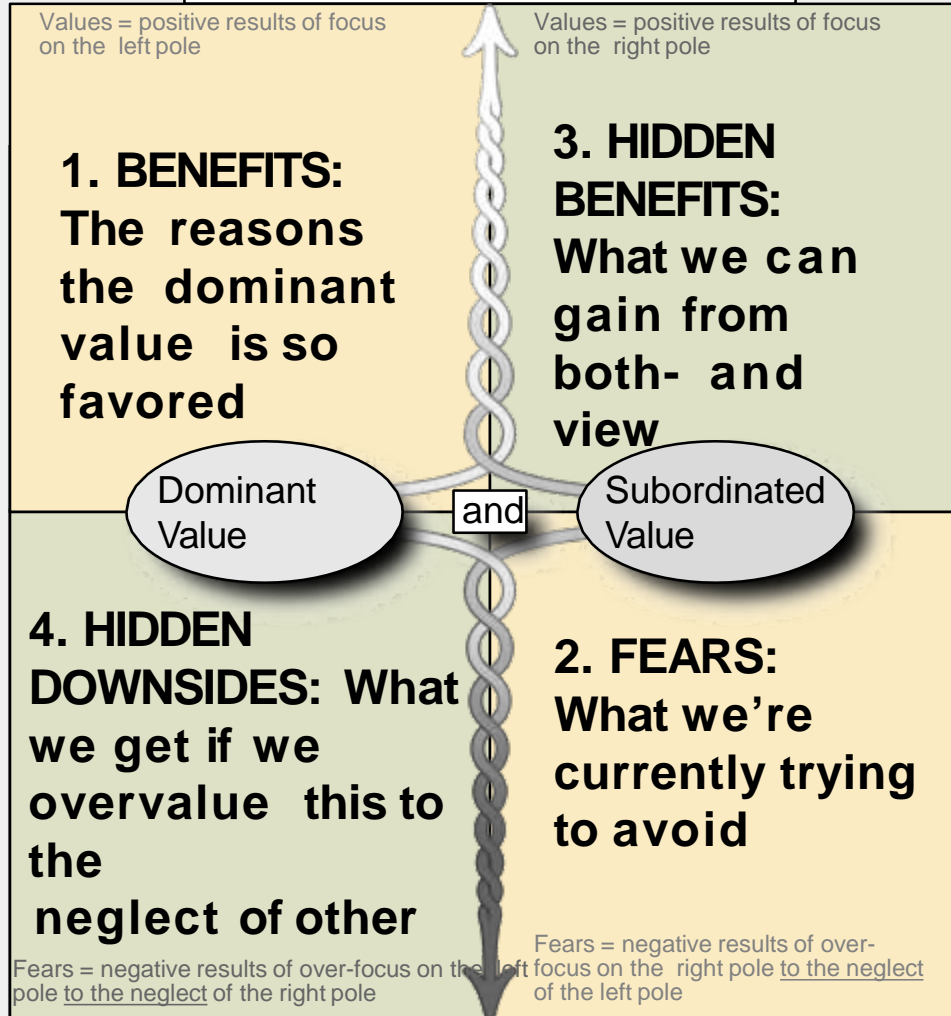 Values = positive results of focus
on the left pole
Values = positive results of focus
on the right pole
1. BENEFITS:
The reasons
the dominant
value is so
favored
3. HIDDEN
BENEFITS:
What we can
gain from
both- and
view
Dominant
Value
and
Subordinated
Value
4. HIDDEN
DOWNSIDES: What
we get if we
overvalue this to
the
neglect of other
2. FEARS:
What we're
currently trying
to avoid
Fears = negative results of over-focus on the left
pole to the neglect of the right pole
Fears = negative results of over-
focus on the right pole to the neglect
of the left pole